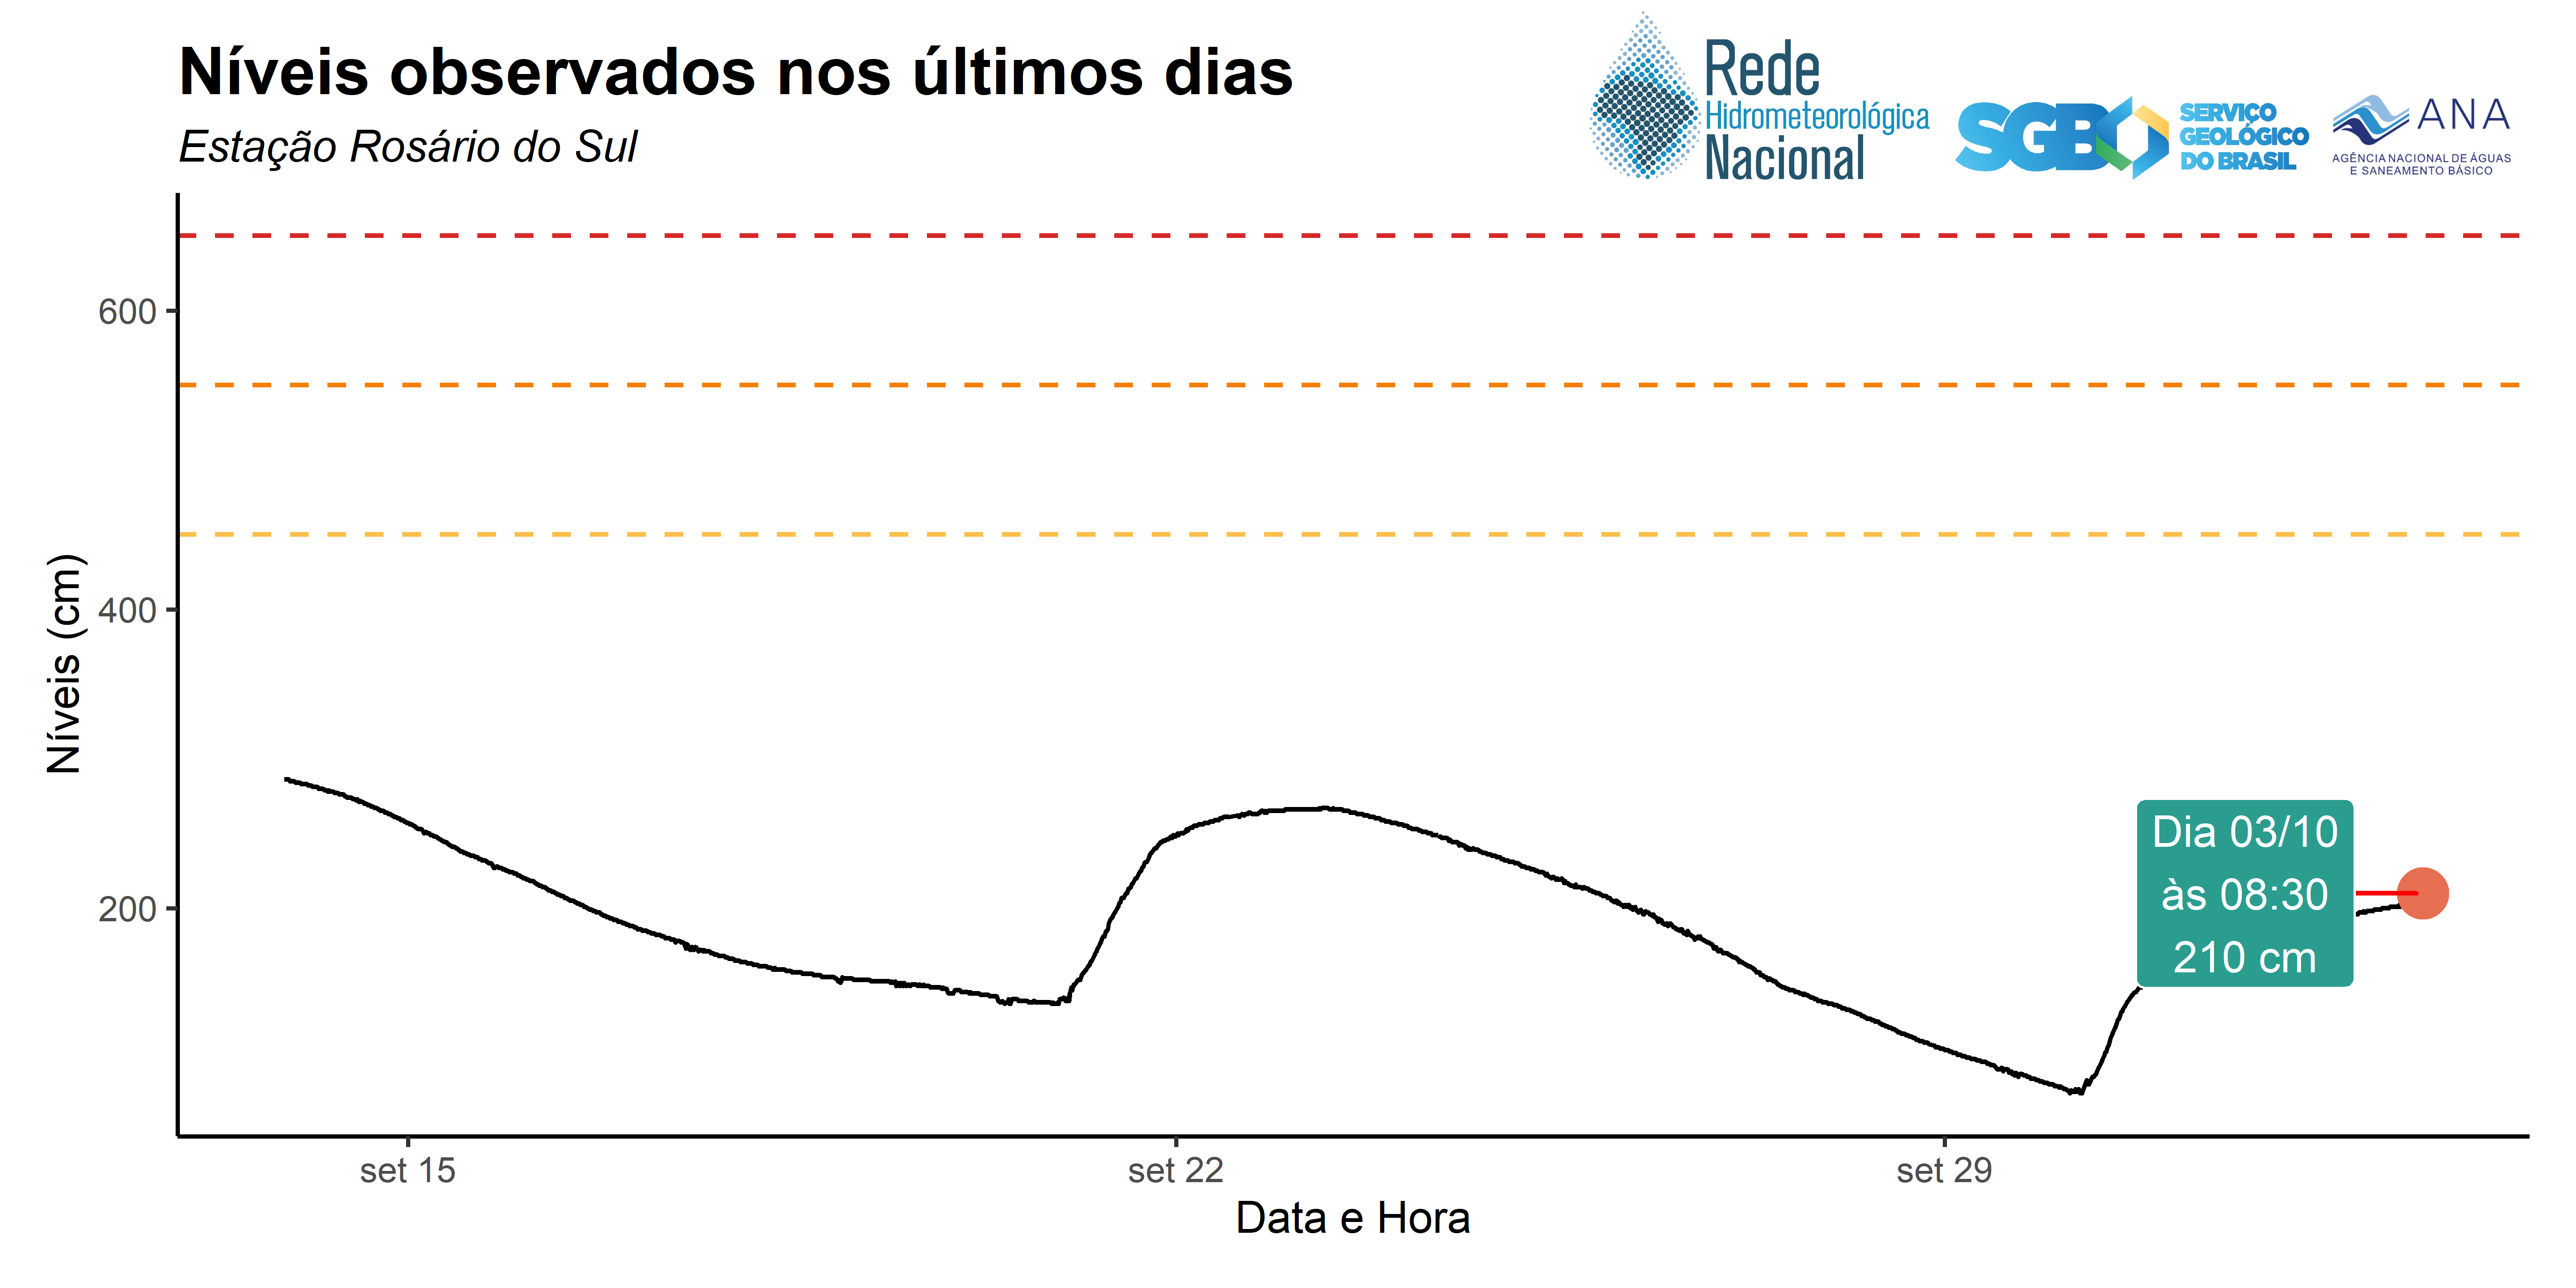 Níveis observados nos últimos dias
Estação Rosário do Sul
Rede
Hidrometeorológica
Nacional
SGB
SERVIÇO
GEOLÓGICO
DO BRASIL
ANA
AGÊNCIA NACIONAL DE ÁGUAS
E SANEAMENTO BÁSICO
Níveis (cm)
600
400
200
Dia 03/10
às 08:30
210 cm
set 15
set 22
set 29
Data e Hora